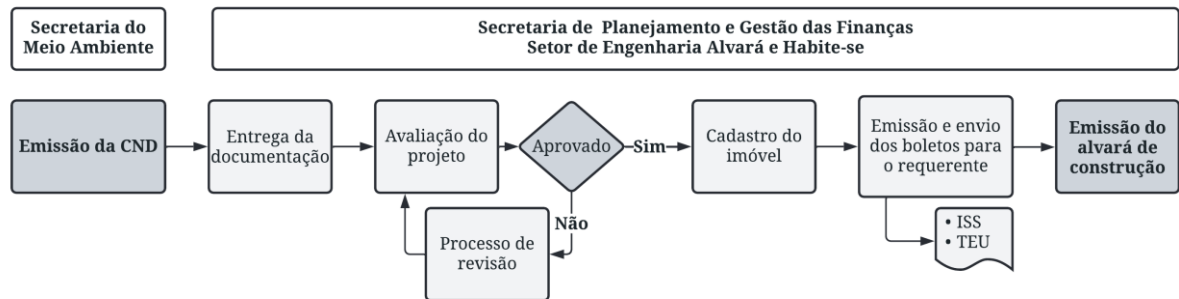 Secretaria do
Meio Ambiente
Secretaria de Planejamento e Gestão das Finanças
Setor de Engenharia Alvará e Habite-se
Emissão da CND
Entrega da
documentação
Avaliação do
projeto
Aprovado
Sim
Cadastro do
imóvel
Emissão e envio
dos boletos para
o requerente
Emissão do
alvará de
construção
Não
Processo de
revisão
• ISS
• TEU